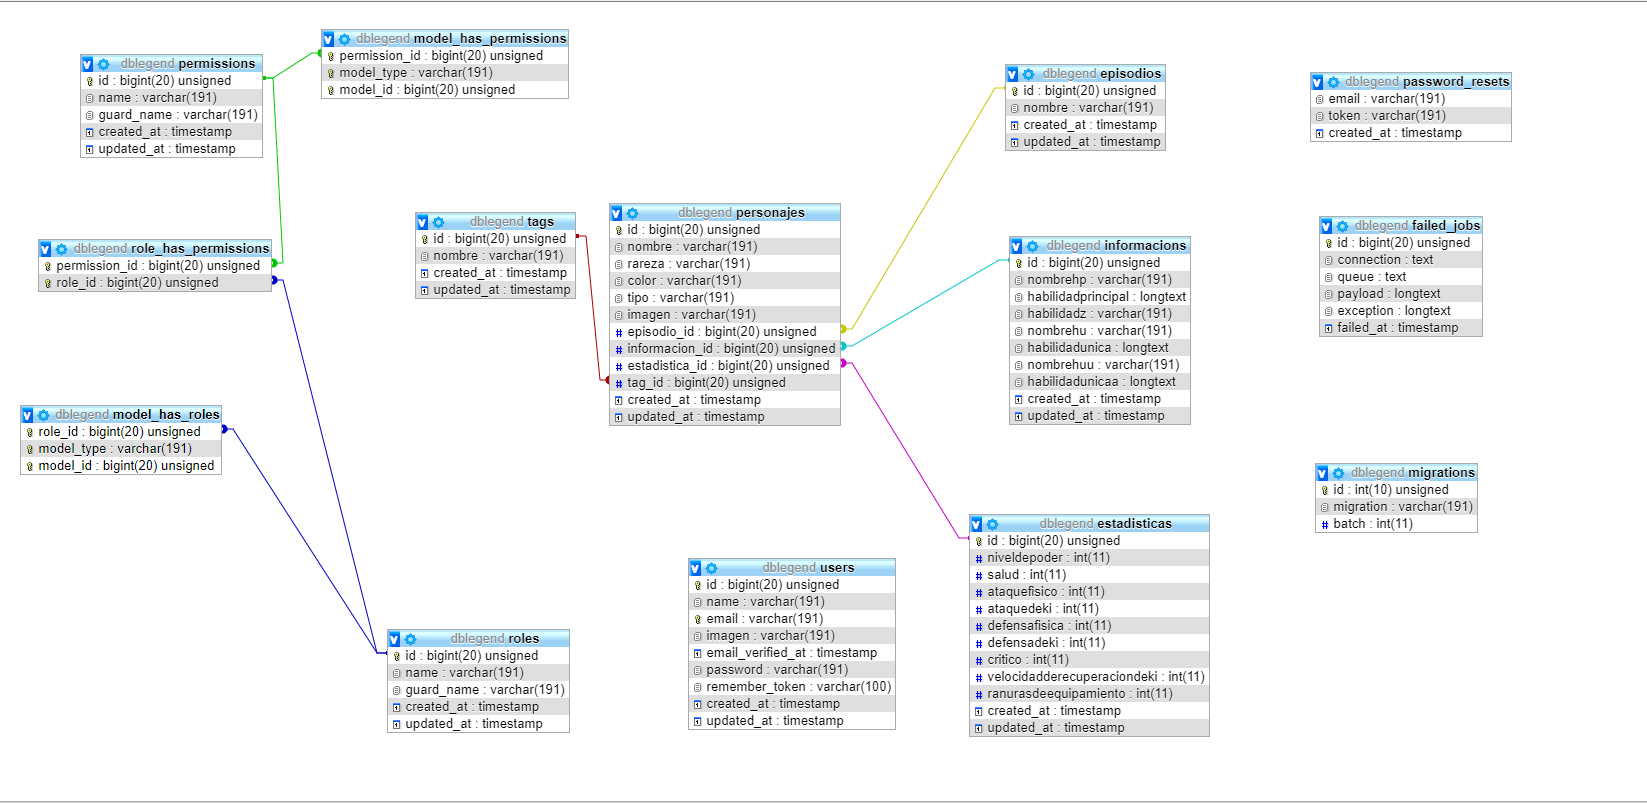 dblegend permissions
id : bigint(20) unsigned
name : varchar(191)
guard_name : varchar(191)
created_at : timestamp
updated_at : timestamp
dblegend model_has_permissions
permission_id : bigint(20) unsigned
model_type : varchar(191)
model_id : bigint(20) unsigned
dblegend role_has_permissions
permission_id : bigint(20) unsigned
role_id : bigint(20) unsigned
dblegend model_has_roles
role_id : bigint(20) unsigned
model_type : varchar(191)
model_id : bigint(20) unsigned
dblegend roles
id : bigint(20) unsigned
name : varchar(191)
guard_name : varchar(191)
created_at : timestamp
updated_at : timestamp
dblegend tags
id : bigint(20) unsigned
nombre : varchar(191)
created_at : timestamp
updated_at : timestamp
dblegend personajes
id : bigint(20) unsigned
nombre : varchar(191)
rareza : varchar(191)
color : varchar(191)
tipo : varchar(191)
imagen : varchar(191)
episodio_id : bigint(20) unsigned
informacion_id : bigint(20) unsigned
estadistica_id : bigint(20) unsigned
tag_id : bigint(20) unsigned
created_at : timestamp
updated_at : timestamp
dblegend users
id : bigint(20) unsigned
name : varchar(191)
email : varchar(191)
imagen : varchar(191)
email_verified_at : timestamp
password : varchar(191)
remember_token : varchar(100)
created_at : timestamp
updated_at : timestamp
dblegend episodios
id : bigint(20) unsigned
nombre : varchar(191)
created_at : timestamp
updated_at : timestamp
dblegend informacions
id : bigint(20) unsigned
nombrehp : varchar(191)
habilidadprincipal : longtext
habilidadz : varchar(191)
nombrehu : varchar(191)
habilidadunica : longtext
nombrehuu : varchar(191)
habilidadunicaa : longtext
created_at : timestamp
updated_at : timestamp
dblegend estadisticas
id : bigint(20) unsigned
niveldepoder : int(11)
salud : int(11)
ataquefisico : int(11)
ataquedeki : int(11)
defensafisica : int(11)
defensadeki : int(11)
critico : int(11)
velocidadderecuperaciondeki : int(11)
ranurasdeequipamiento : int(11)
created_at : timestamp
updated_at : timestamp
dblegend password_resets
email : varchar(191)
token : varchar(191)
created_at : timestamp
dblegend failed_jobs
id : bigint(20) unsigned
connection : text
queue : text
payload : longtext
exception : longtext
failed_at : timestamp
dblegend migrations
id : int(10) unsigned
migration : varchar(191)
batch : int(11)